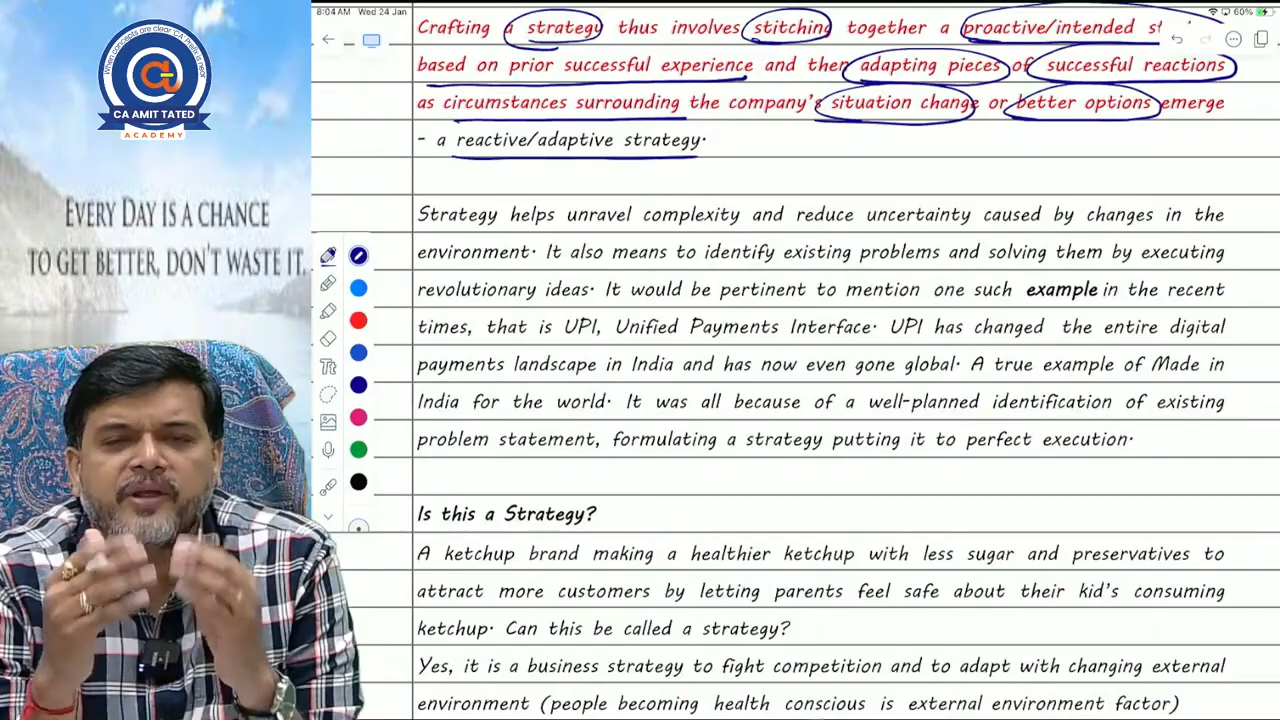 8:04 AM Wed 24 Jan
60%
When concepts are clear, CA. Prefix is near
CA AMIT TATED
ACADEMY
EVERY DAY IS A CHANCE
TO GET BETTER, DON'T WASTE IT.
Crafting a strategy thus involves stitching together a proactive/intended
based on prior successful experience and then adapting pieces of successful reactions
as circumstances surrounding the company's situation change or better options emerge
- a reactive/adaptive strategy.
Strategy helps unravel complexity and reduce uncertainty caused by changes in the
environment. It also means to identify existing problems and solving them by executing
revolutionary ideas. It would be pertinent to mention one such example in the recent
times, that is UPI, Unified Payments Interface. UPI has changed the entire digital
payments landscape in India and has now even gone global. A true example of Made in
India for the world. It was all because of a well-planned identification of existing
problem statement, formulating a strategy putting it to perfect execution.
Is this a Strategy?
A ketchup brand making a healthier ketchup with less sugar and preservatives to
attract more customers by letting parents feel safe about their kid's consuming
ketchup. Can this be called a strategy?
Yes, it is a business strategy to fight competition and to adapt with changing external
environment (people becoming health conscious is external environment factor)